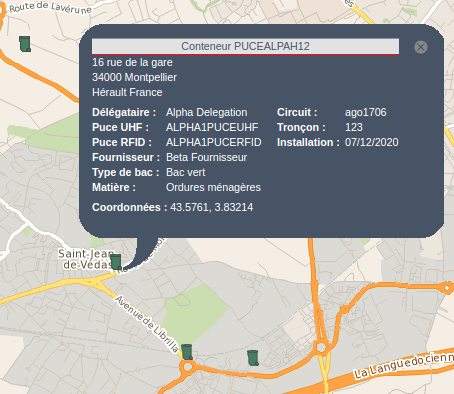 Route de Lavérune
Conteneur PUCEALPAH12
16 rue de la gare
34000 Montpellier
Hérault France
Délégataire : Alpha Delegation Circuit : ago1706
Puce UHF : ALPHA1PUCEUHF Tronçon : 123
Puce RFID : ALPHA1PUCERFID Installation : 07/12/2020
Fournisseur : Beta Fournisseur
Type de bac : Bac vert
Matière : Ordures ménagères
Coordonnées : 43.5761, 3.83214
Saint-Jean-
de-Védas
Avenue de Librilla
La Languedocienn